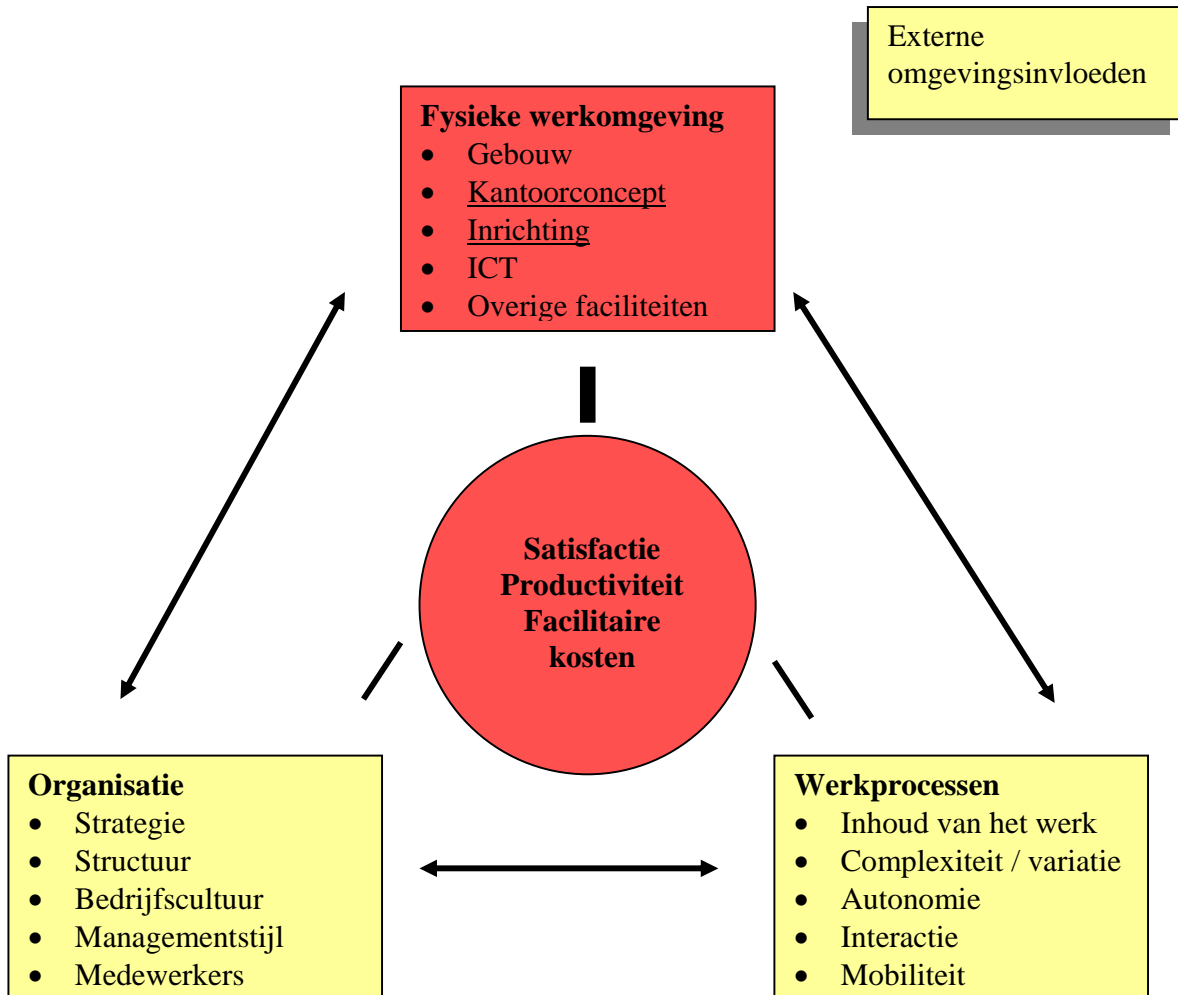 Externe
omgevingsinvloeden
Fysieke werkomgeving
• Gebouw
• Kantoorconcept
• Inrichting
• ICT
• Overige faciliteiten
Satisfactie
Productiviteit
Facilitaire
kosten
Organisatie
• Strategie
• Structuur
• Bedrijfscultuur
• Managementstijl
• Medewerkers
Werkprocessen
• Inhoud van het werk
• Complexiteit / variatie
• Autonomie
• Interactie
• Mobiliteit